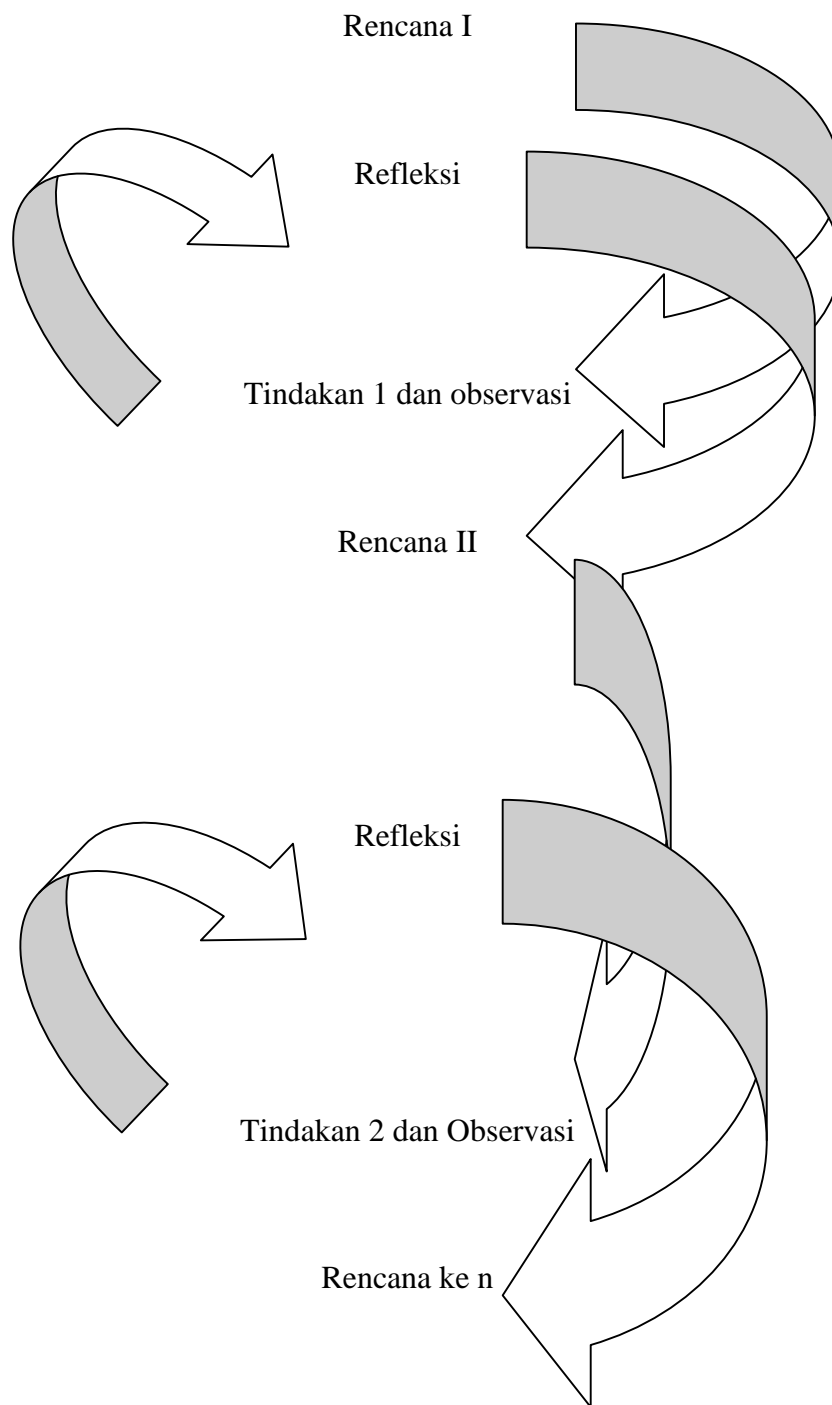 Rencana I
Refleksi
Tindakan 1 dan observasi
Rencana II
Refleksi
Tindakan 2 dan Observasi
Rencana ke n